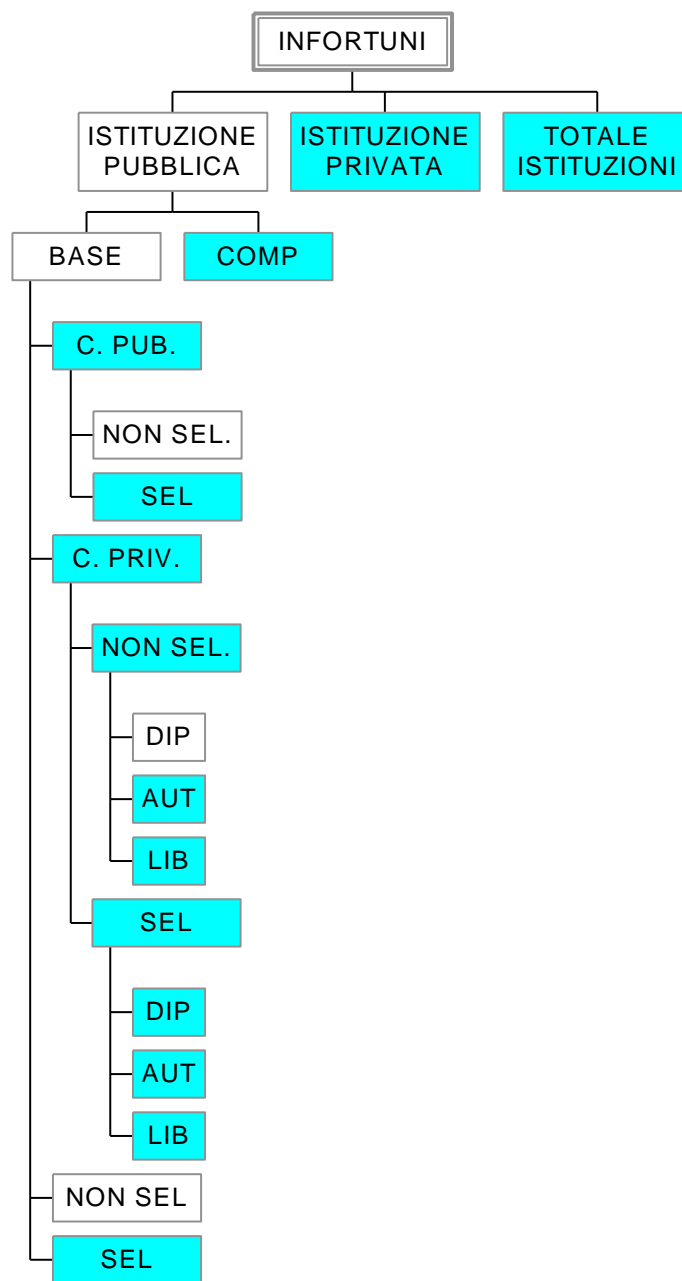 INFORTUNI
ISTITUZIONE
PUBBLICA
ISTITUZIONE
PRIVATA
TOTALE
ISTITUZIONI
BASE
COMP
C. PUB.
NON SEL.
SEL
C. PRIV.
NON SEL.
DIP
AUT
LIB
SEL
DIP
AUT
LIB
NON SEL
SEL